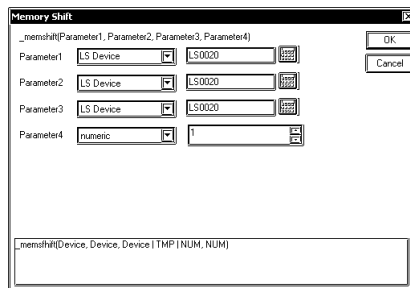 Memory Shift
_memshift(Parameter1, Parameter2, Parameter3, Parameter4)
OK
Parameter1 LS Device LS0020
Cancel
Parameter2 LS Device LS0020
Parameter3 LS Device LS0020
Parameter4 numeric 1
_memsfhift(Device, Device, Device | TMP | NUM, NUM)